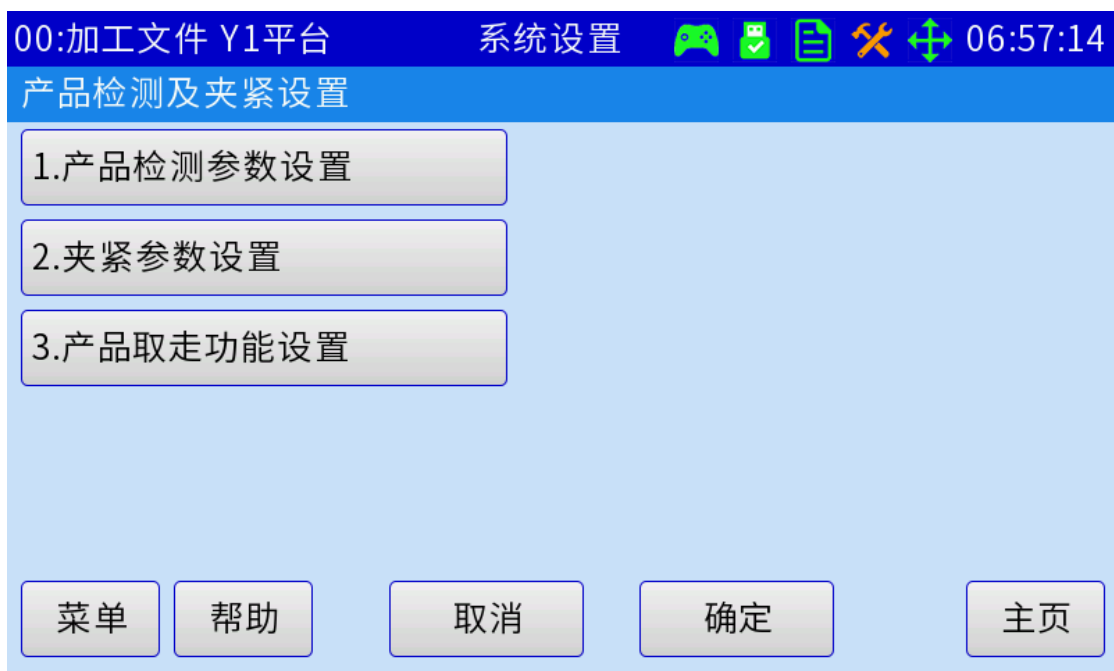 00:加工文件 Y1平台 系统设置 06:57:14
产品检测及夹紧设置
1.产品检测参数设置
2.夹紧参数设置
3.产品取走功能设置
菜单 帮助 取消 确定 主页